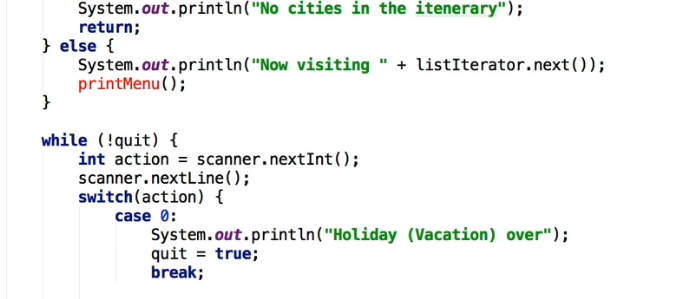 System.out.println("No cities in the itenerary");
return;
} else {
System.out.println("Now visiting " + listIterator.next());
printMenu();
}
while (!quit) {
int action = scanner.nextInt();
scanner.nextLine();
switch(action) {
case 0:
System.out.println("Holiday (Vacation) over");
quit = true;
break;